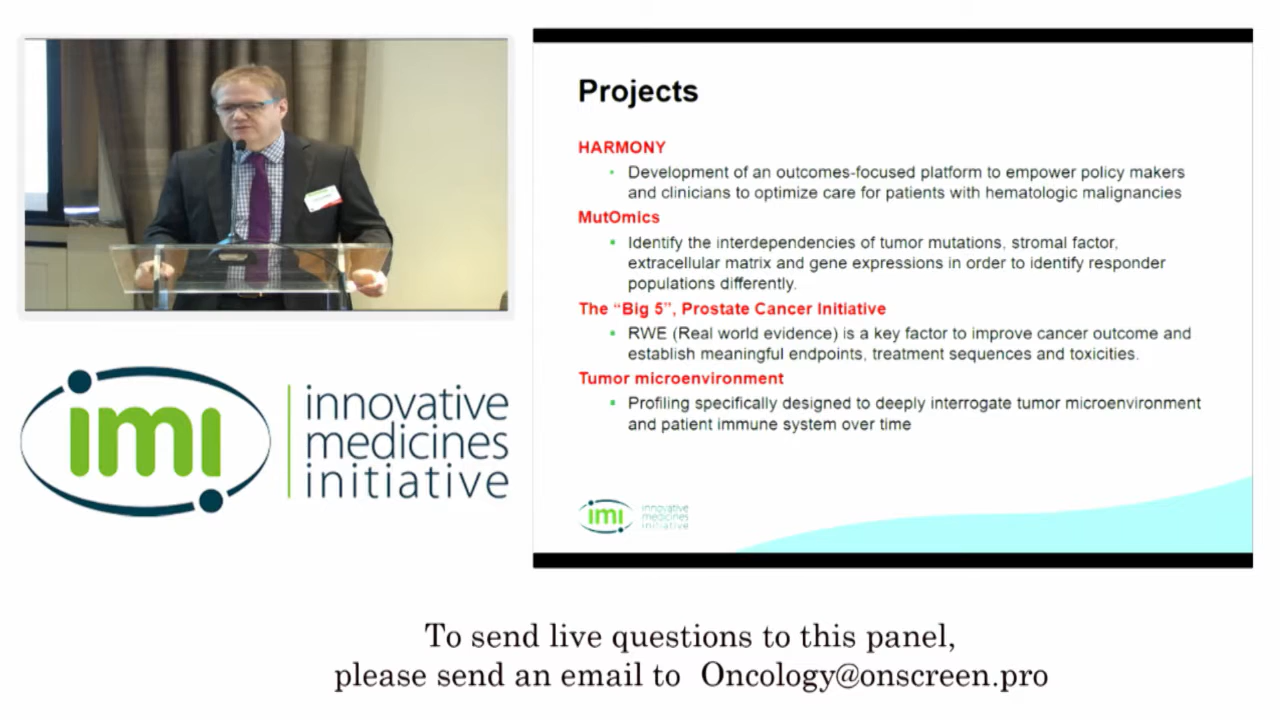 imi
innovative
medicines
initiative
Projects
HARMONY
Development of an outcomes-focused platform to empower policy makers
and clinicians to optimize care for patients with hematologic malignancies
MutOmics
Identify the interdependencies of tumor mutations, stromal factor,
extracellular matrix and gene expressions in order to identify responder
populations differently.
The “Big 5”, Prostate Cancer Initiative
RWE (Real world evidence) is a key factor to improve cancer outcome and
establish meaningful endpoints, treatment sequences and toxicities.
Tumor microenvironment
Profiling specifically designed to deeply interrogate tumor microenvironment
and patient immune system over time
imi
innovative
medicines
initiative
To send live questions to this panel,
please send an email to Oncology@onscreen.pro